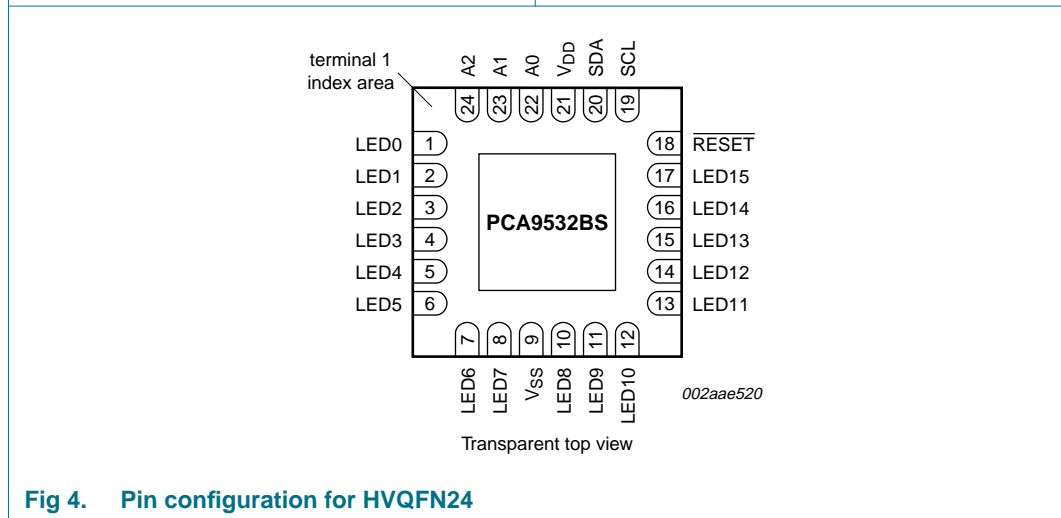 terminal 1
index area
A2 A1 A0 VDD SDA SCL
24 23 22 21 20 19
LED0 1 18 RESET
LED1 2 17 LED15
LED2 3 16 LED14
LED3 4 PCA9532BS 15 LED13
LED4 5 14 LED12
LED5 6 13 LED11
7 8 9 10 11 12
LED6 LED7 VSS LED8 LED9 LED10
002aae520
Transparent top view
Fig 4. Pin configuration for HVQFN24